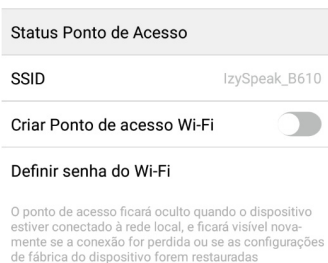 Status Ponto de Acesso
SSID IzySpeak_B610
Criar Ponto de acesso Wi-Fi
Definir senha do Wi-Fi
O ponto de acesso ficará oculto quando o dispositivo
estiver conectado à rede local, e ficará visível nova-
mente se a conexão for perdida ou se as configurações
de fábrica do dispositivo forem restauradas